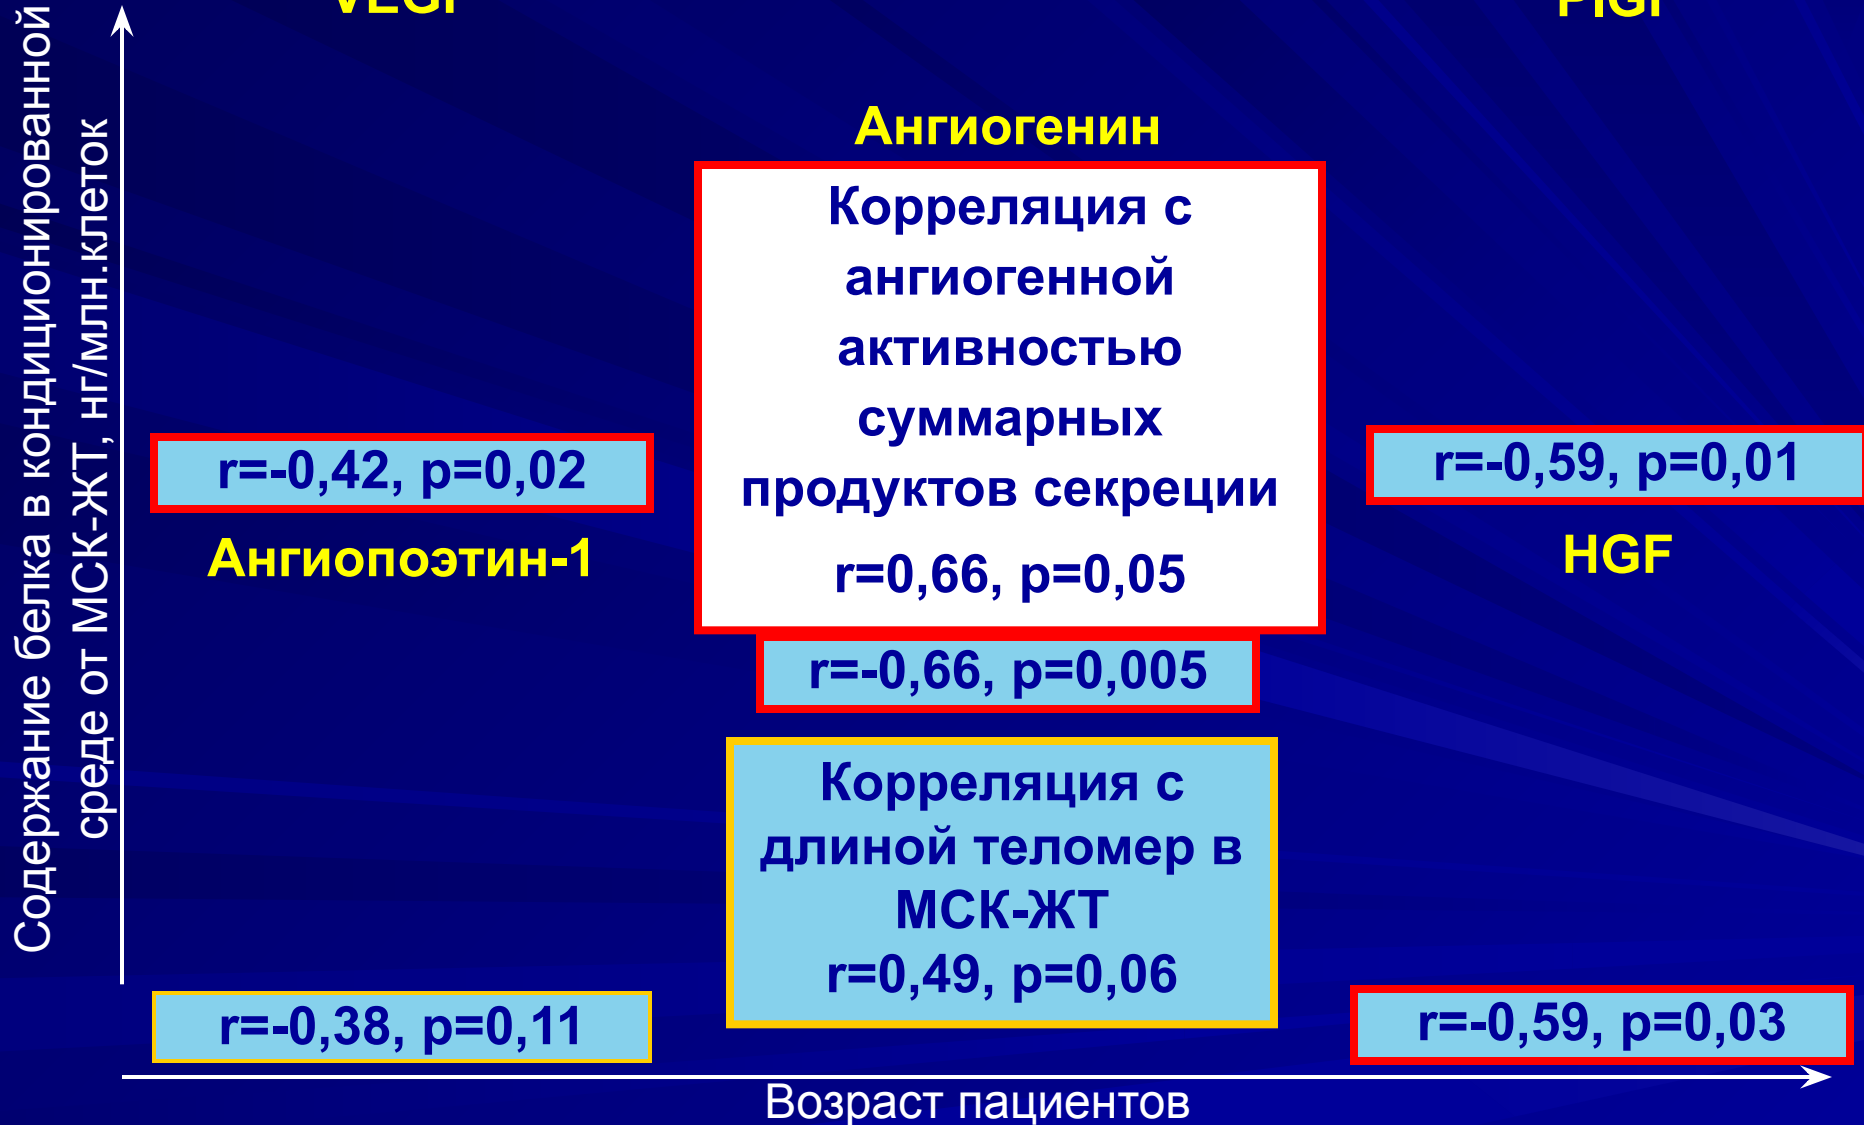 VEGF
PlGF
Содержание белка в кондиционированной
среде от МСК-ЖТ, нг/млн.клеток
Ангиогенин
Корреляция с
ангиогенной
активностью
суммарных
продуктов секреции
r=0,66, p=0,05
r=-0,42, p=0,02
r=-0,59, p=0,01
Ангиопоэтин-1
HGF
r=-0,66, p=0,005
Корреляция с
длиной теломер в
МСК-ЖТ
r=0,49, p=0,06
r=-0,38, p=0,11
r=-0,59, p=0,03
Возраст пациентов